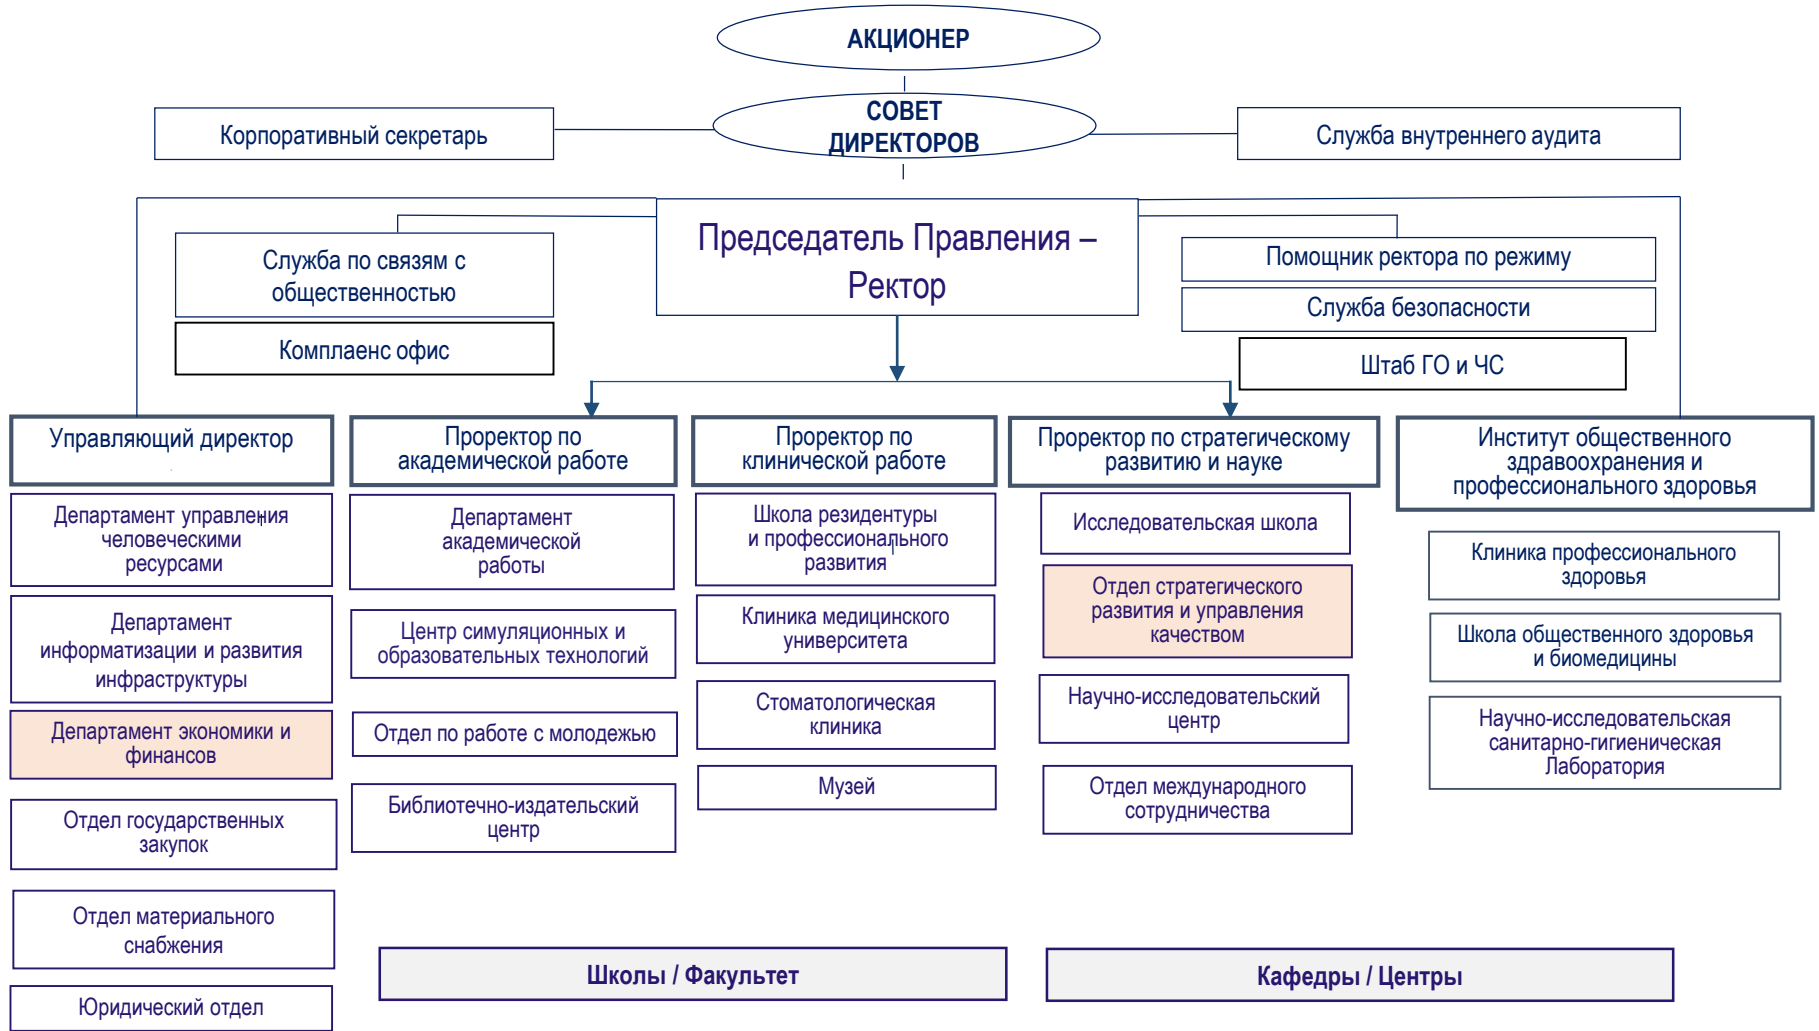 АКЦИОНЕР
СОВЕТ
ДИРЕКТОРОВ
Корпоративный секретарь
Служба внутреннего аудита
Председатель Правления –
Ректор
Служба по связям с
общественностью
Комплаенс офис
Помощник ректора по режиму
Служба безопасности
Штаб ГО и ЧС
Управляющий директор
Департамент управления
человеческими
ресурсами
Департамент
информатизации и развития
инфраструктуры
Департамент экономики и
финансов
Отдел государственных
закупок
Отдел материального
снабжения
Юридический отдел
Проректор по
академической работе
Департамент
академической
работы
Центр симуляционных и
образовательных технологий
Отдел по работе с молодежью
Библиотечно-издательский
центр
Проректор по
клинической работе
Школа резидентуры
и профессионального
развития
Клиника медицинского
университета
Стоматологическая
клиника
Музей
Проректор по стратегическому
развитию и науке
Исследовательская школа
Отдел стратегического
развития и управления
качеством
Научно-исследовательский
центр
Отдел международного
сотрудничества
Институт общественного
здравоохранения и
профессионального здоровья
Клиника профессионального
здоровья
Школа общественного здоровья
и биомедицины
Научно-исследовательская
санитарно-гигиеническая
Лаборатория
Школы / Факультет
Кафедры / Центры